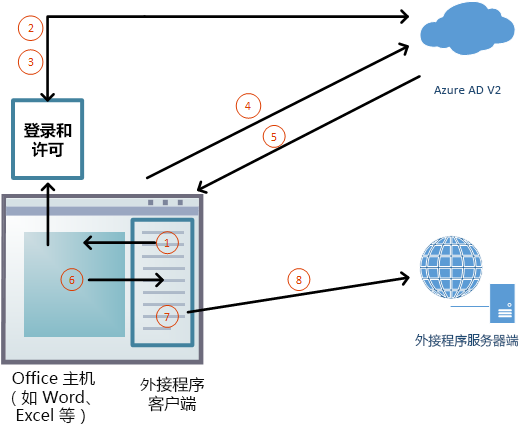 2
3
Azure AD V2
4
5
登录和
许可
1
6
7
8
外接程序服务器端
Office 主机
（如 Word、
Excel 等）
外接程序
客户端